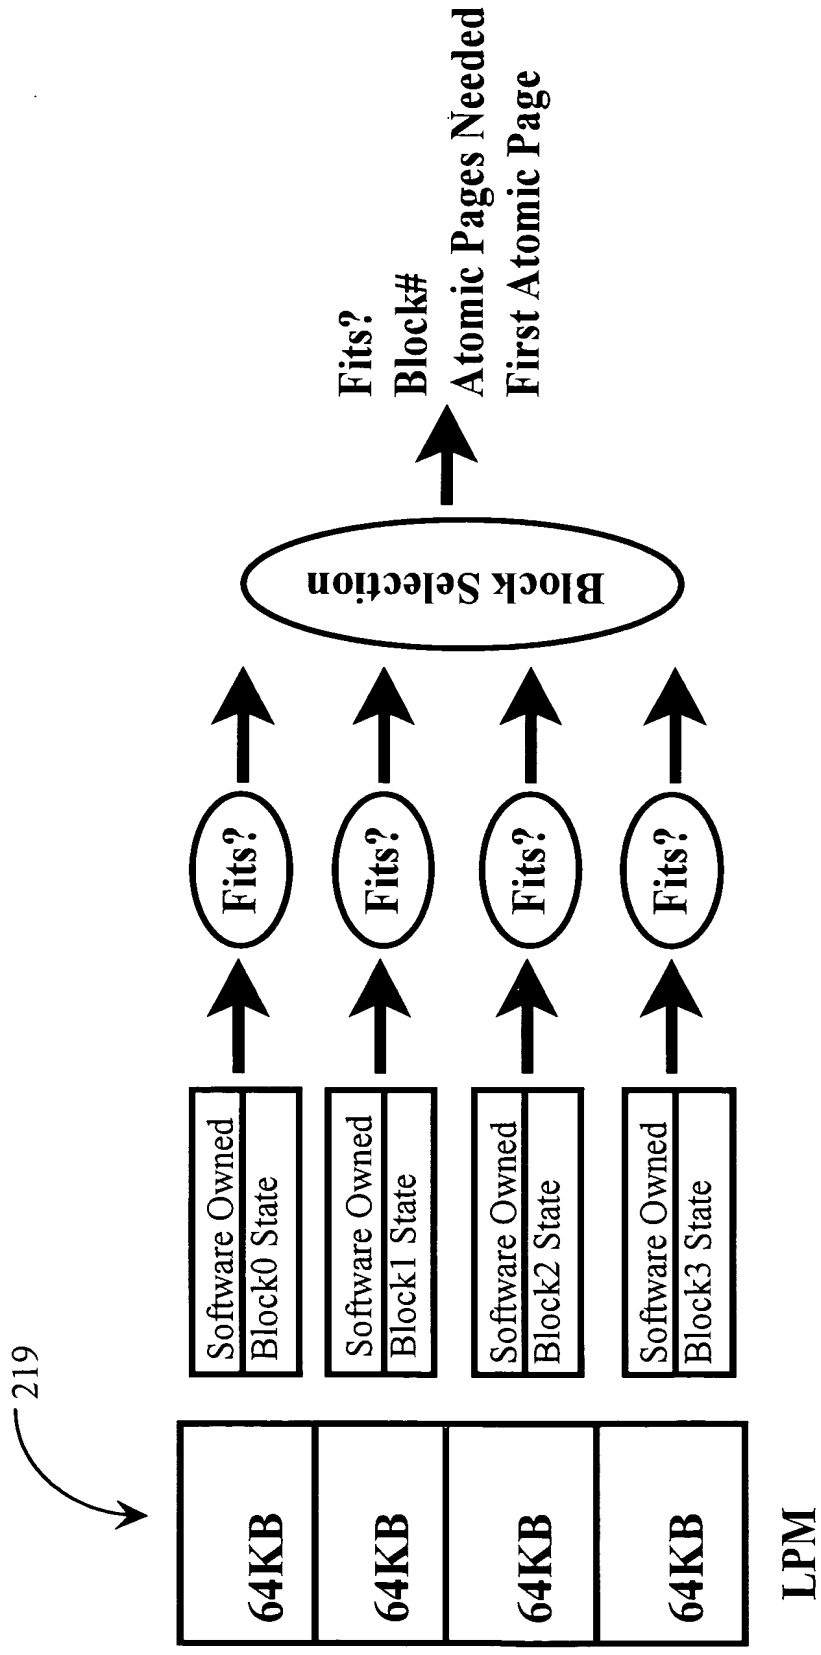 219
64KB
64KB
64KB
64KB
LPM
Software Owned
Block0 State
Software Owned
Block1 State
Software Owned
Block2 State
Software Owned
Block3 State
Fits?
Fits?
Fits?
Fits?
Block Selection
Fits?
Block#
Atomic Pages Needed
First Atomic Page